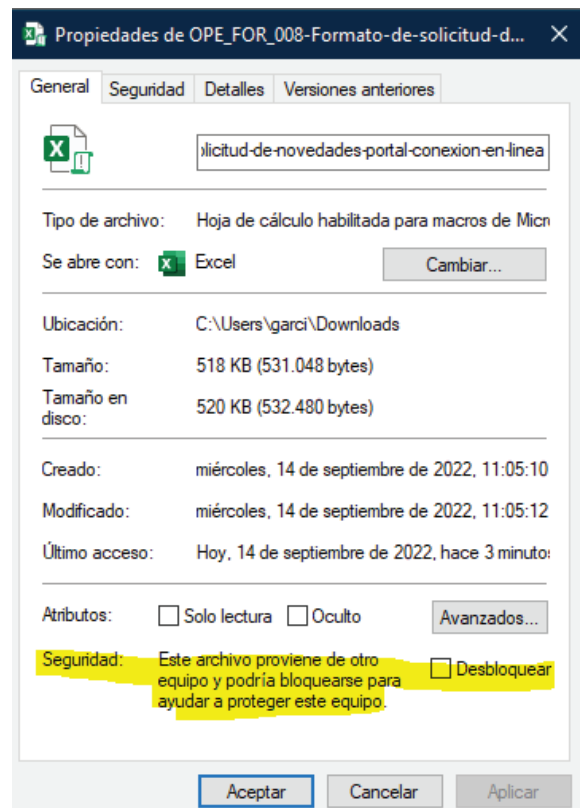 Propiedades de OPE_FOR_008-Formato-de-solicitud-d...
General Seguridad Detalles Versiones anteriores
olicitud-de-novedades-portal-conexion-en-linea
Tipo de archivo: Hoja de cálculo habilitada para macros de Micr
Se abre con: Excel Cambiar...
Ubicación: C:\Users\garci\Downloads
Tamaño: 518 KB (531.048 bytes)
Tamaño en
disco: 520 KB (532.480 bytes)
Creado: miércoles, 14 de septiembre de 2022, 11:05:10
Modificado: miércoles, 14 de septiembre de 2022, 11:05:12
Último acceso: Hoy, 14 de septiembre de 2022, hace 3 minutos
Atributos: Solo lectura Oculto Avanzados...
Seguridad: Este archivo proviene de otro
equipo y podría bloquearse para
ayudar a proteger este equipo.
Desbloquear
Aceptar Cancelar Aplicar